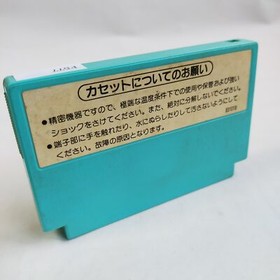 カセットについてのお願い
●精密機器ですので、極端な温度条件下での使用や保管および強い
ショックをさけてください。また、絶対に分解しないでください。
●端子部に手を触れたり、水にぬらしたりして汚さないようにして
ください。故障の原因となります。